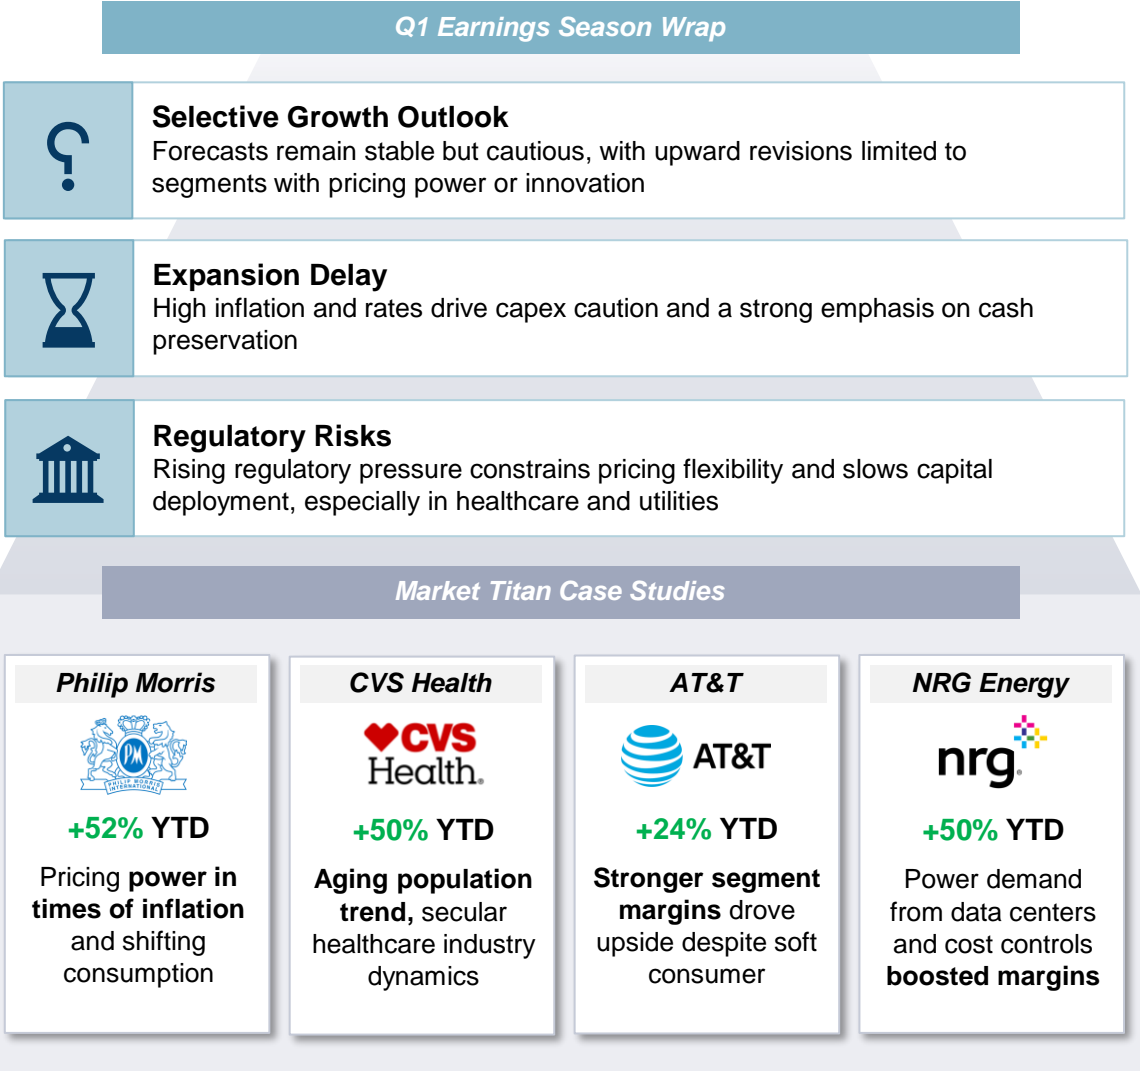 Q1 Earnings Season Wrap
Selective Growth Outlook
Forecasts remain stable but cautious, with upward revisions limited to
segments with pricing power or innovation
Expansion Delay
High inflation and rates drive capex caution and a strong emphasis on cash
preservation
Regulatory Risks
Rising regulatory pressure constrains pricing flexibility and slows capital
deployment, especially in healthcare and utilities
Market Titan Case Studies
Philip Morris
PM
PHILIP MORRIS
INTERNATIONAL
+52% YTD
Pricing power in
times of inflation
and shifting
consumption
CVS Health
CVS
Health.
+50% YTD
Aging population
trend, secular
healthcare industry
dynamics
AT&T
AT&T
+24% YTD
Stronger segment
margins drove
upside despite soft
consumer
NRG Energy
nrg.
+50% YTD
Power demand
from data centers
and cost controls
boosted margins